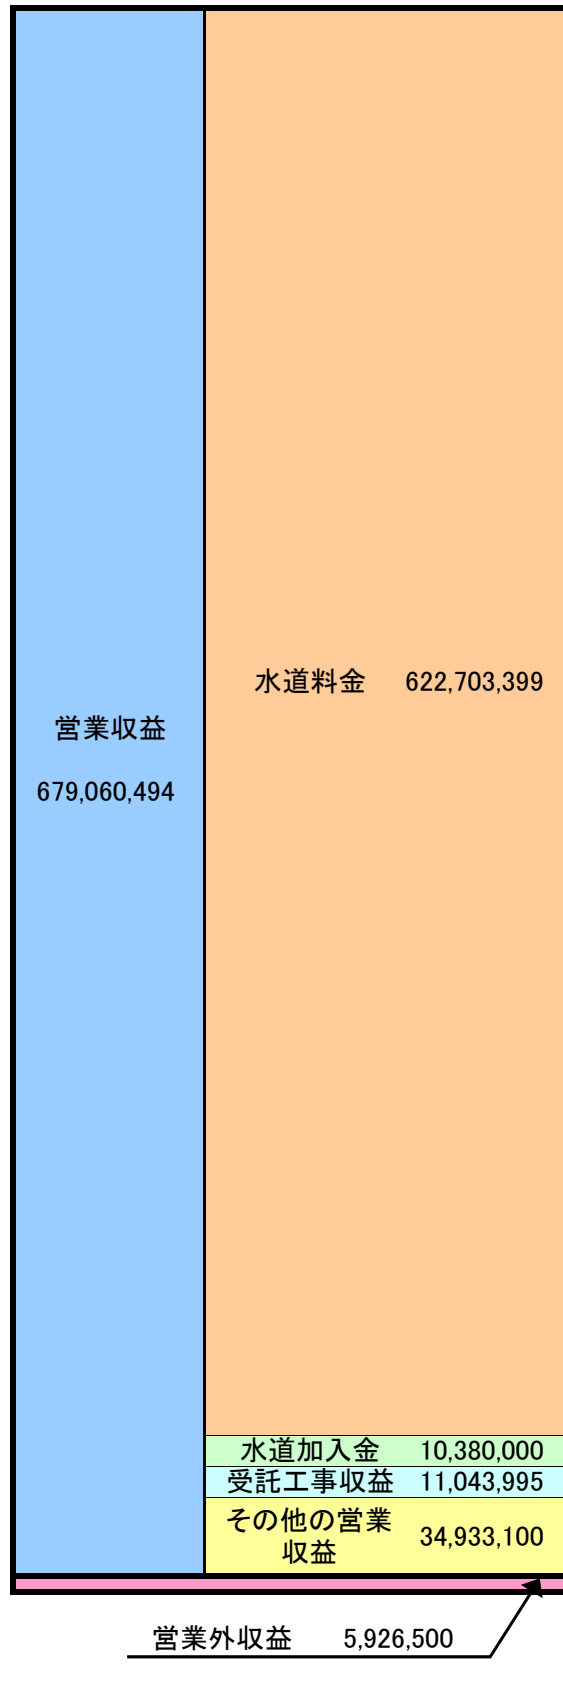 営業収益
679,060,494
水道料金 622,703,399
水道加入金 10,380,000
受託工事収益 11,043,995
その他の営業
収益 34,933,100
営業外収益 5,926,500